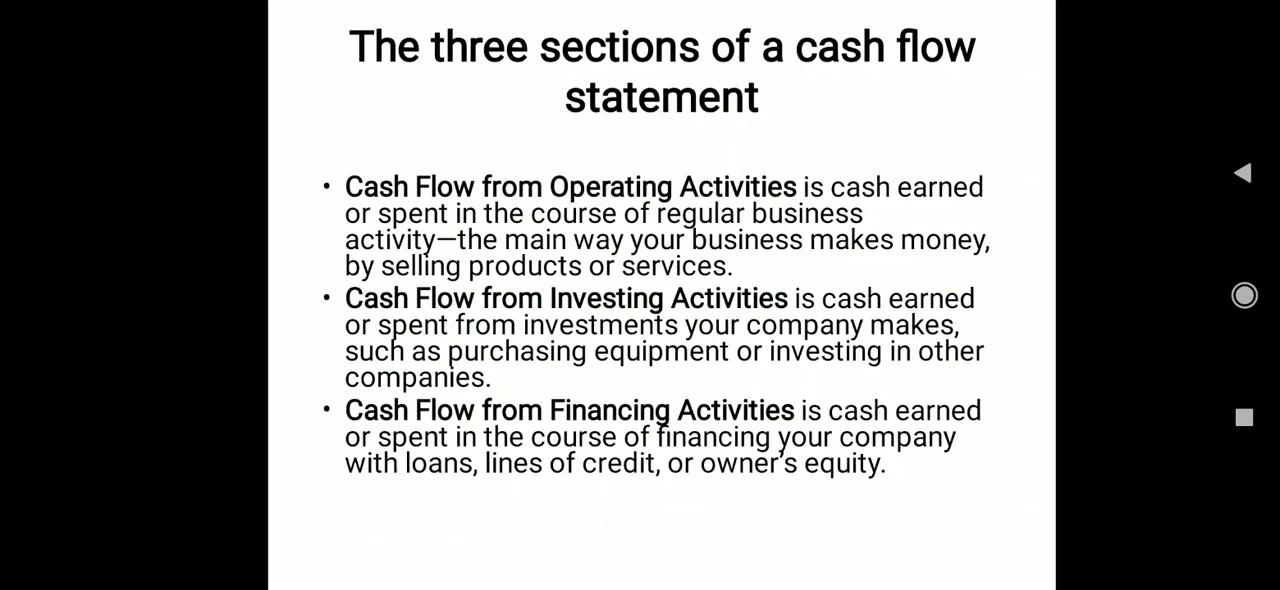 The three sections of a cash flow
statement
• Cash Flow from Operating Activities is cash earned
or spent in the course of regular business
activity—the main way your business makes money,
by selling products or services.
• Cash Flow from Investing Activities is cash earned
or spent from investments your company makes,
such as purchasing equipment or investing in other
companies.
• Cash Flow from Financing Activities is cash earned
or spent in the course of financing your company
with loans, lines of credit, or owner’s equity.